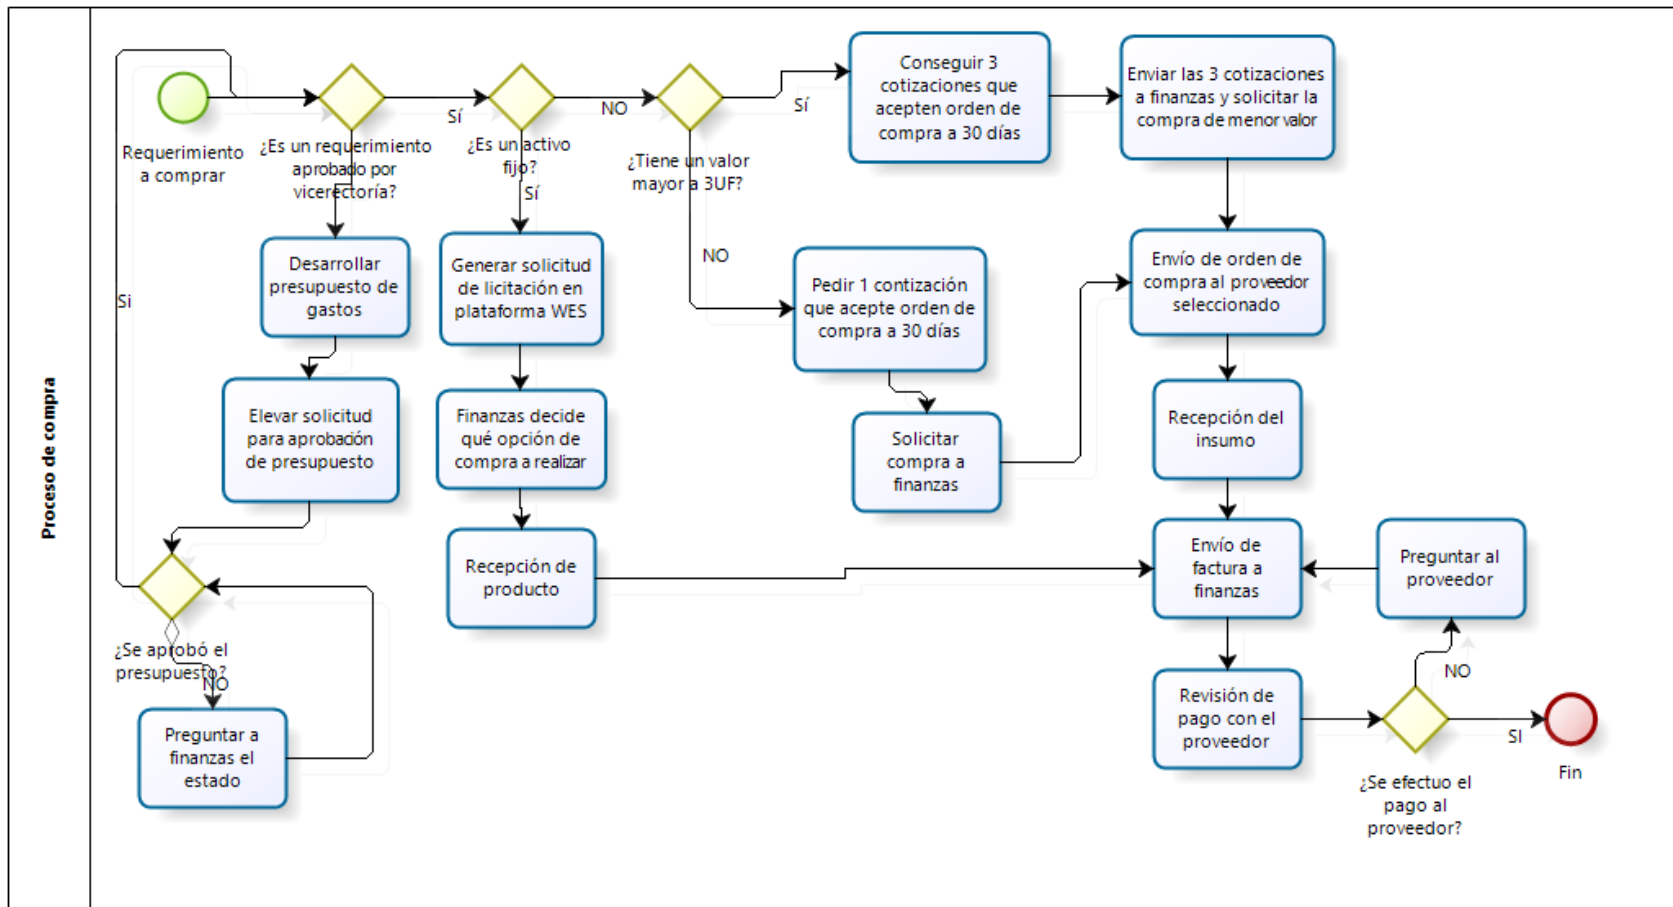 Proceso de compra
Requerimiento
a comprar
¿Es un requerimiento
aprobado por
vicerectoría?
Sí
¿Es un activo
fijo?
Sí
NO
¿Tiene un valor
mayor a 3UF?
Sí
NO
Conseguir 3
cotizaciones que
acepten orden de
compra a 30 días
Enviar las 3 cotizaciones
a finanzas y solicitar la
compra de menor valor
Desarrollar
presupuesto de
gastos
Generar solicitud
de licitación en
plataforma WES
Pedir 1 contización
que acepte orden de
compra a 30 días
Envío de orden de
compra al proveedor
seleccionado
Si
Elevar solicitud
para aprobación
de presupuesto
Finanzas decide
qué opción de
compra a realizar
Solicitar
compra a
finanzas
Recepción del
insumo
Recepción de
producto
Envío de
factura a
finanzas
Preguntar al
proveedor
¿Se aprobó el
presupuesto?
NO
Preguntar a
finanzas el
estado
Revisión de
pago con el
proveedor
NO
SI
¿Se efectuo el
pago al
proveedor?
Fin